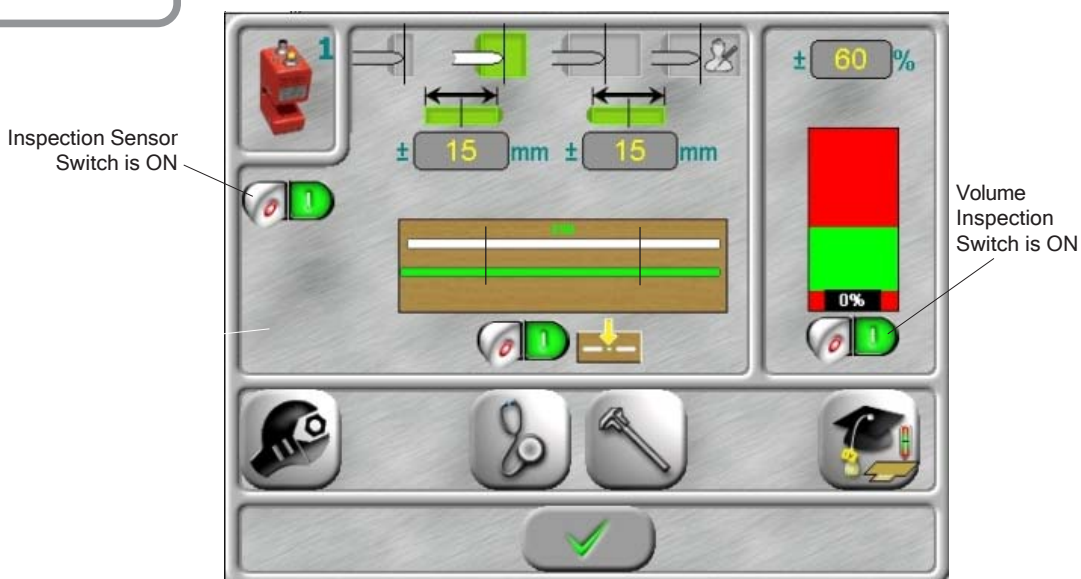 1
± 60 %
Inspection Sensor
Switch is ON
± 15 mm ± 15 mm
Volume
Inspection
Switch is ON
0%